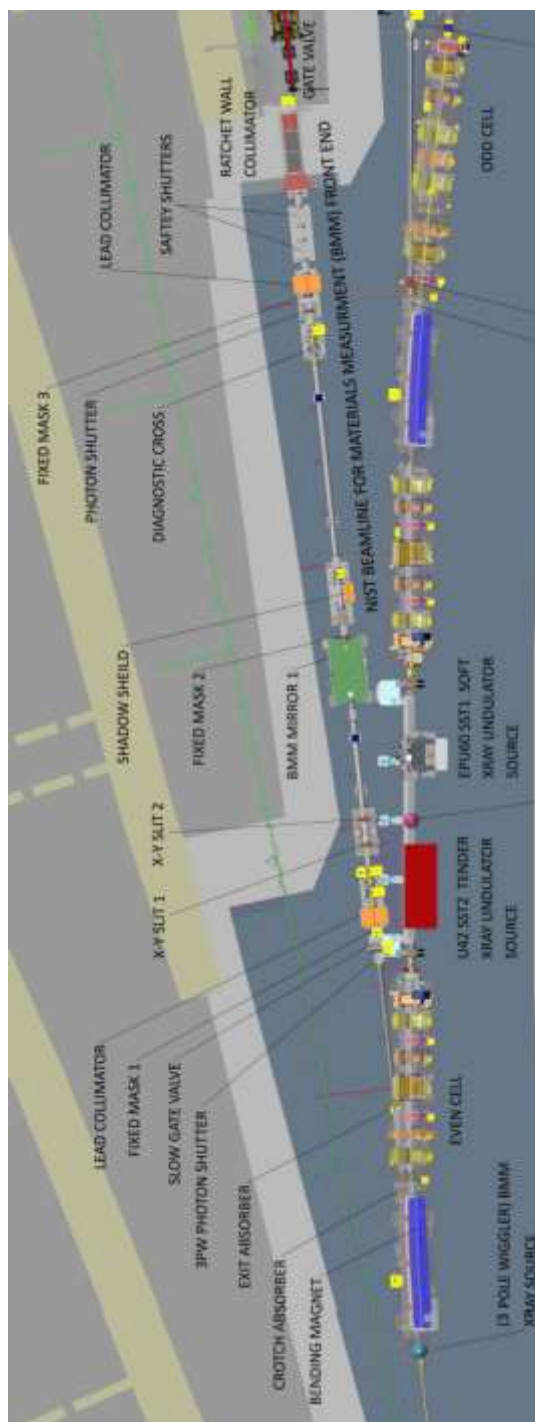 RATCHET WALL
COLLIMATOR
GATE VALVE
LEAD COLLIMATOR
SAFTEY SHUTTERS
ODD CELL
FIXED MASK 3
PHOTON SHUTTER
DIAGNOSTIC CROSS
NIST BEAMLINE FOR MATERIALS MEASURMENT (BMM) FRONT END
SHADOW SHEILD
FIXED MASK 2
BMM MIRROR 1
EPU60 SST1 SOFT
XRAY UNDULATOR
SOURCE
X-Y SLIT 2
X-Y SLIT 1
U42 SST2 TENDER
XRAY UNDULATOR
SOURCE
LEAD COLLIMATOR
FIXED MASK 1
SLOW GATE VALVE
3PW PHOTON SHUTTER
EXIT ABSORBER
EVEN CELL
CROTCH ABSORBER
BENDING MAGNET
(3 POLE WIGGLER) BMM
XRAY SOURCE